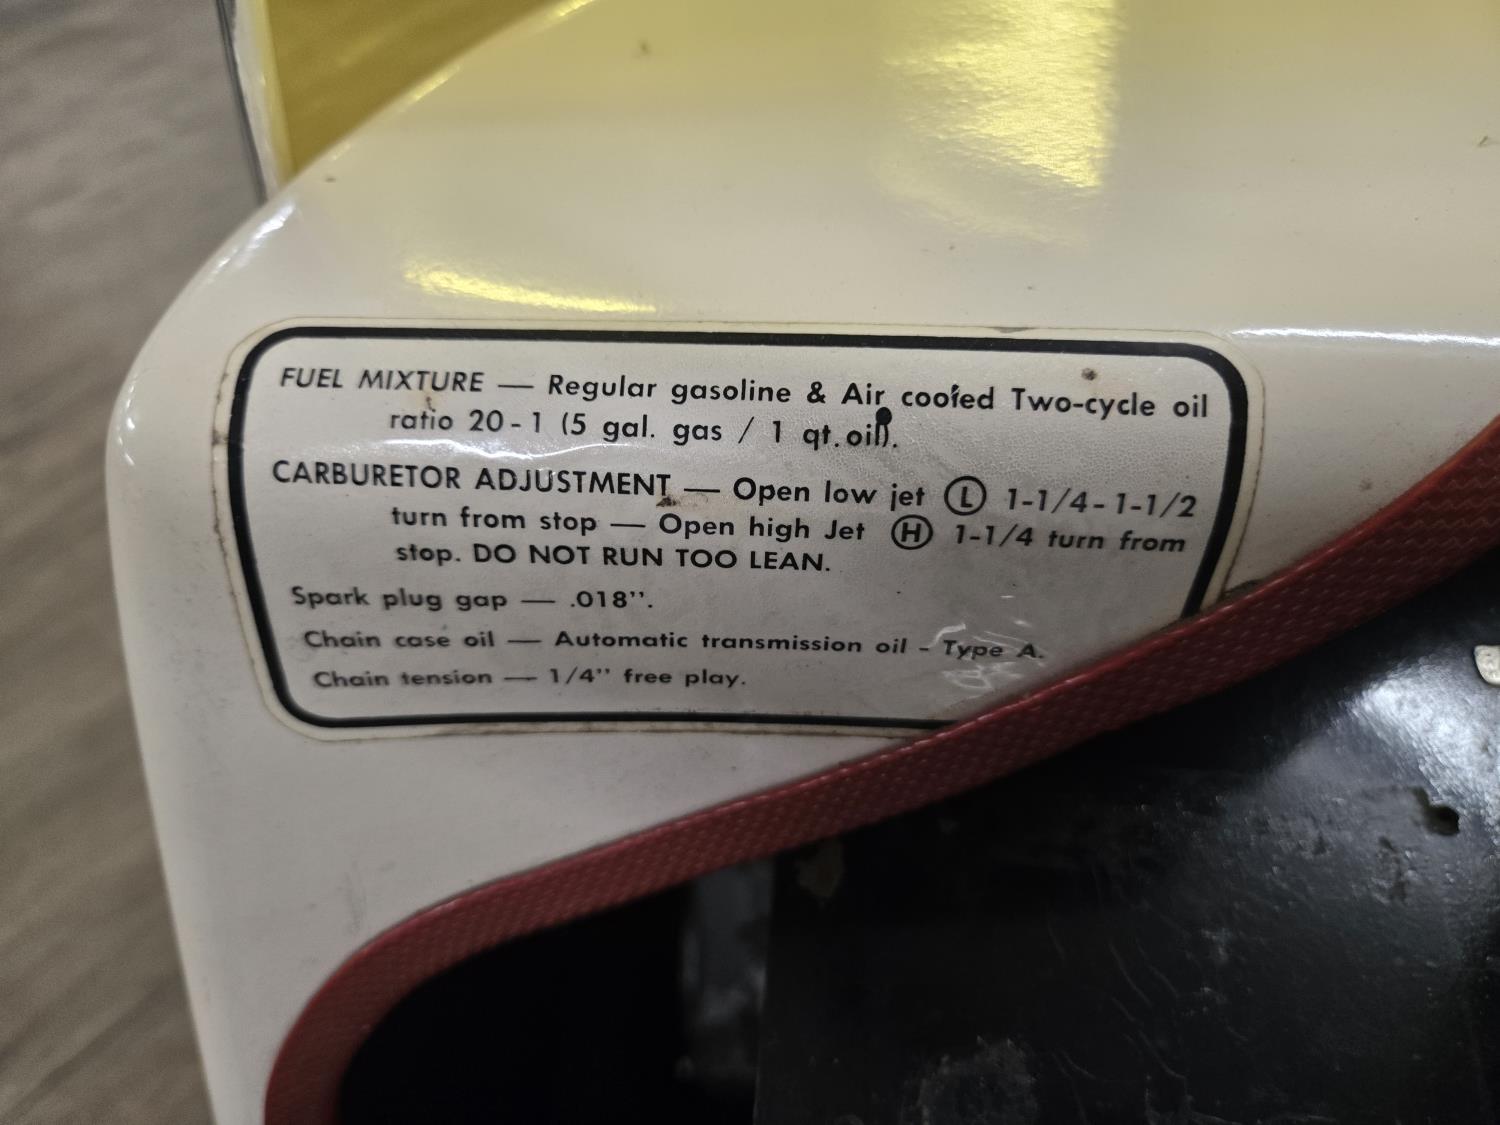 FUEL MIXTURE — Regular gasoline & Air cooled Two-cycle oil
ratio 20-1 (5 gal. gas / 1 qt. oil).
CARBURETOR ADJUSTMENT — Open low jet Ⓛ 1-1/4-1-1/2
turn from stop — Open high Jet Ⓗ 1-1/4 turn from
stop. DO NOT RUN TOO LEAN.
Spark plug gap — .018”.
Chain case oil — Automatic transmission oil - Type A.
Chain tension — 1/4” free play.